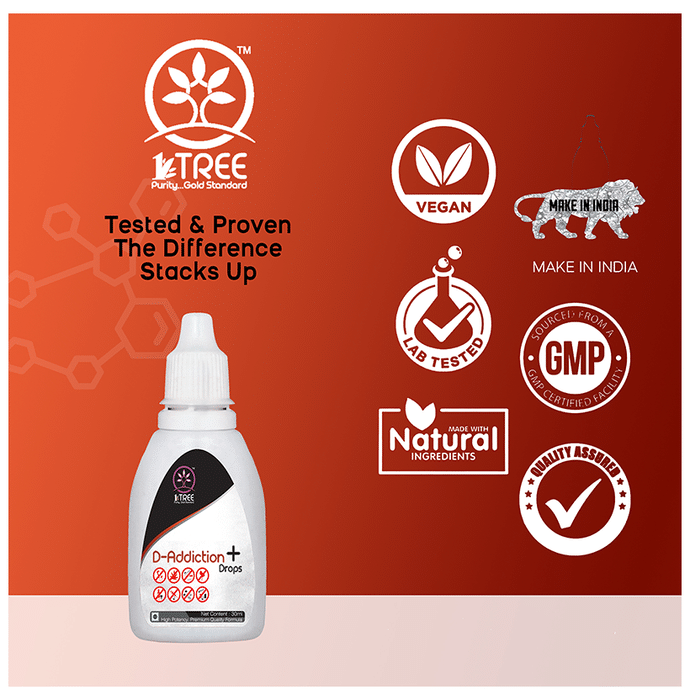 TM
1TREE
Purity...Gold Standard
Tested & Proven
The Difference
Stacks Up
VEGAN
MAKE IN INDIA
MAKE IN INDIA
LAB TESTED
SOURCED FROM A
GMP
GMP CERTIFIED FACILITY
MADE WITH
Natural
INGREDIENTS
QUALITY ASSURED
1TREE
D-Addiction +
Drops
Net Content : 30ml
High Potency, Premium Quality Formula